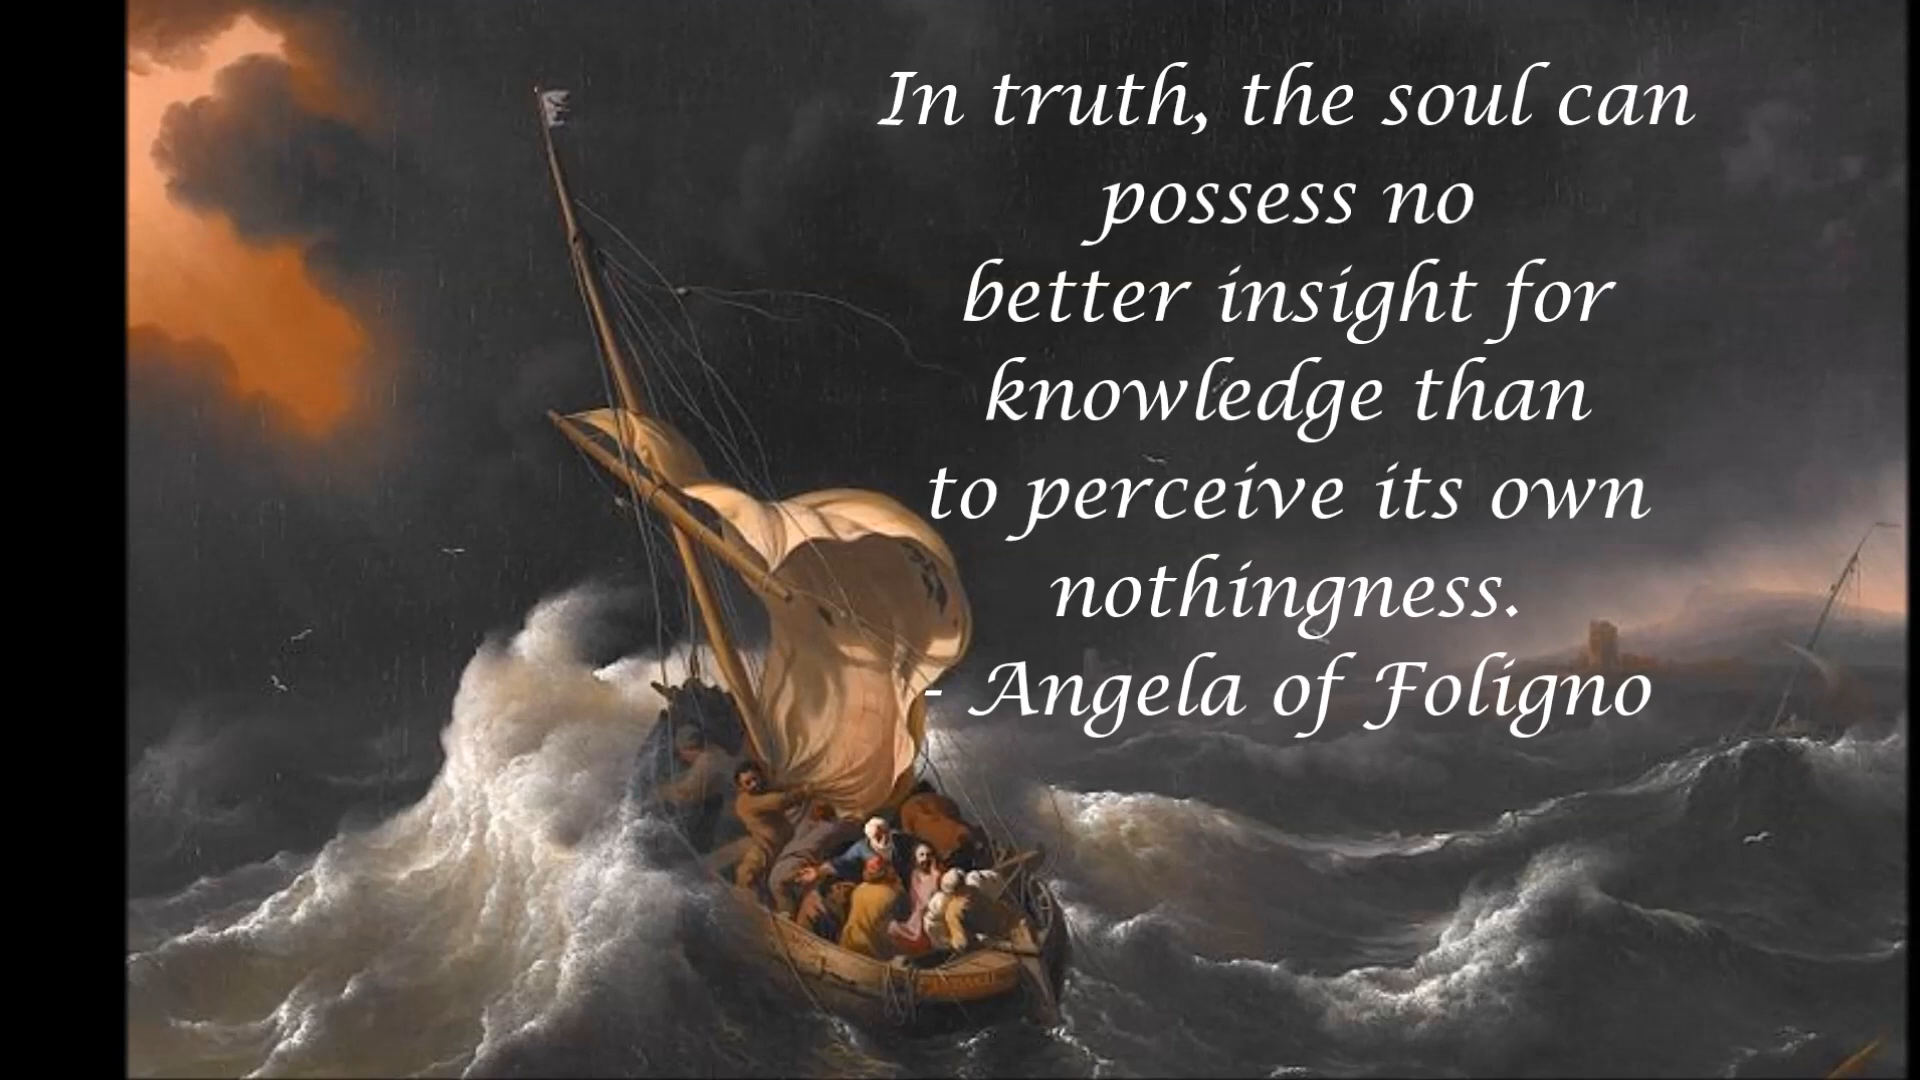 In truth, the soul can
possess no
better insight for
knowledge than
to perceive its own
nothingness.
- Angela of Foligno